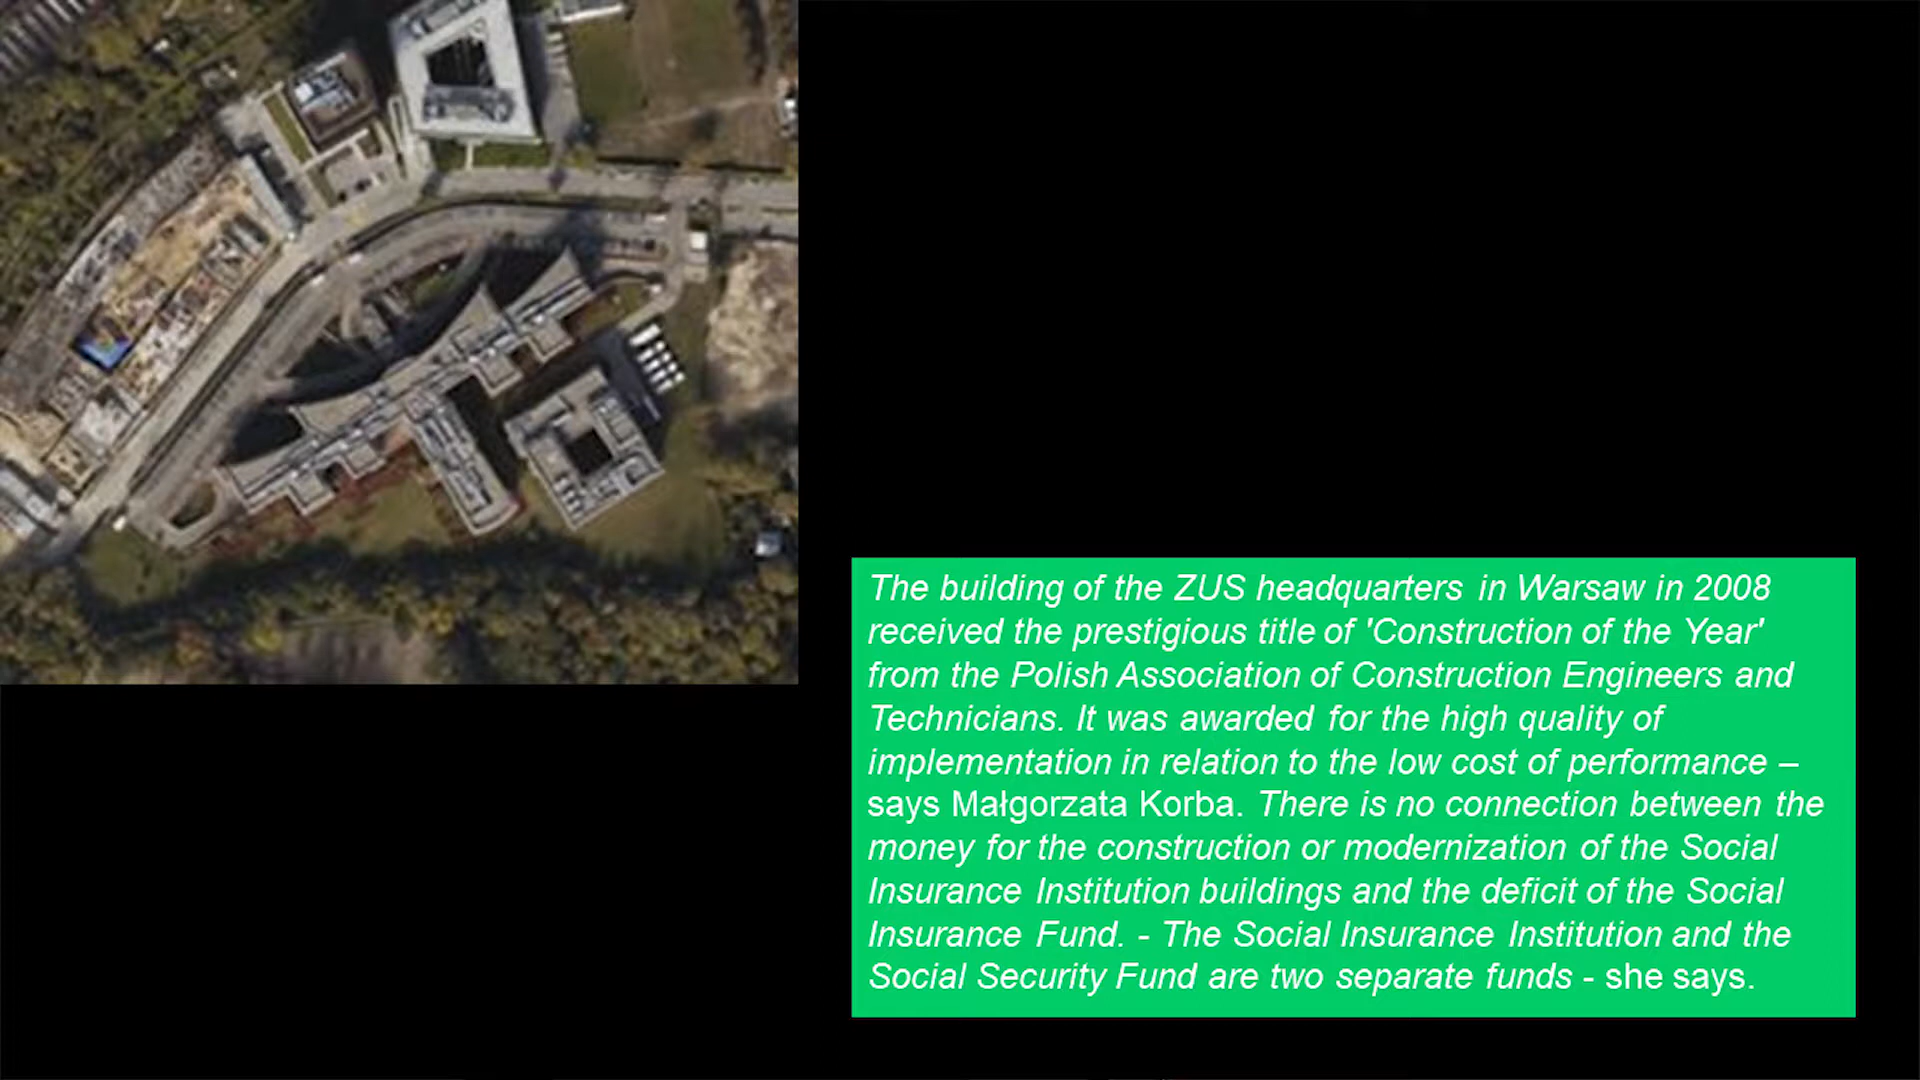 The building of the ZUS headquarters in Warsaw in 2008
received the prestigious title of 'Construction of the Year'
from the Polish Association of Construction Engineers and
Technicians. It was awarded for the high quality of
implementation in relation to the low cost of performance –
says Małgorzata Korba. There is no connection between the
money for the construction or modernization of the Social
Insurance Institution buildings and the deficit of the Social
Insurance Fund. - The Social Insurance Institution and the
Social Security Fund are two separate funds - she says.